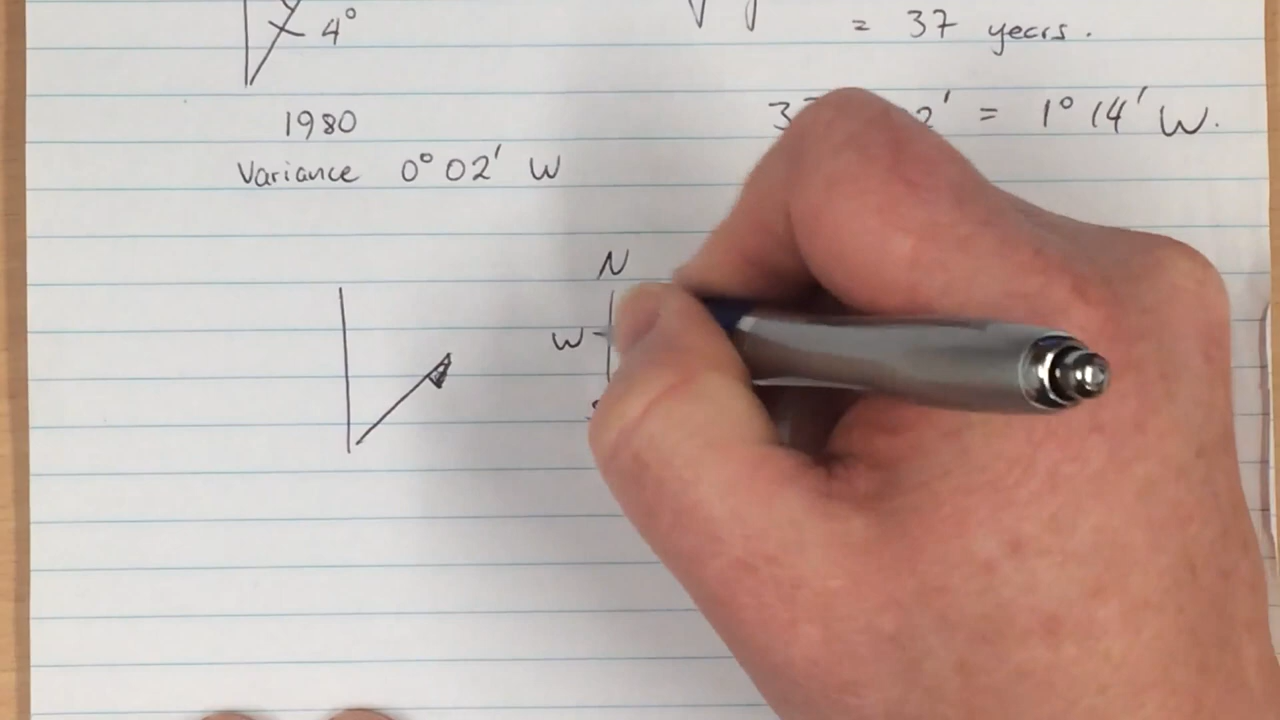 4°
= 37 years.
1980
= 1° 14' W.
Variance 0° 02' W
N
W